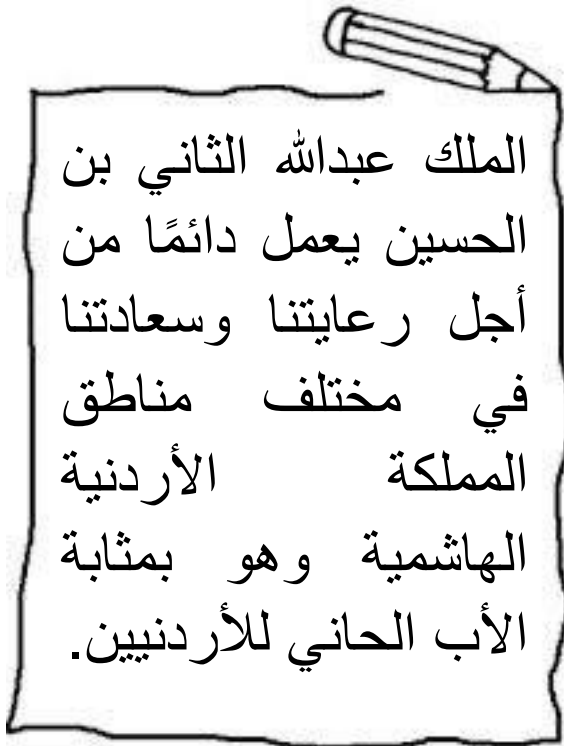 الملك عبدالله الثاني بن
الحسين يعمل دائمًا من
أجل رعايتنا وسعادتنا
في مختلف مناطق
المملكة الأردنية
الهاشمية وهو بمثابة
الأب الحاني للأردنيين.